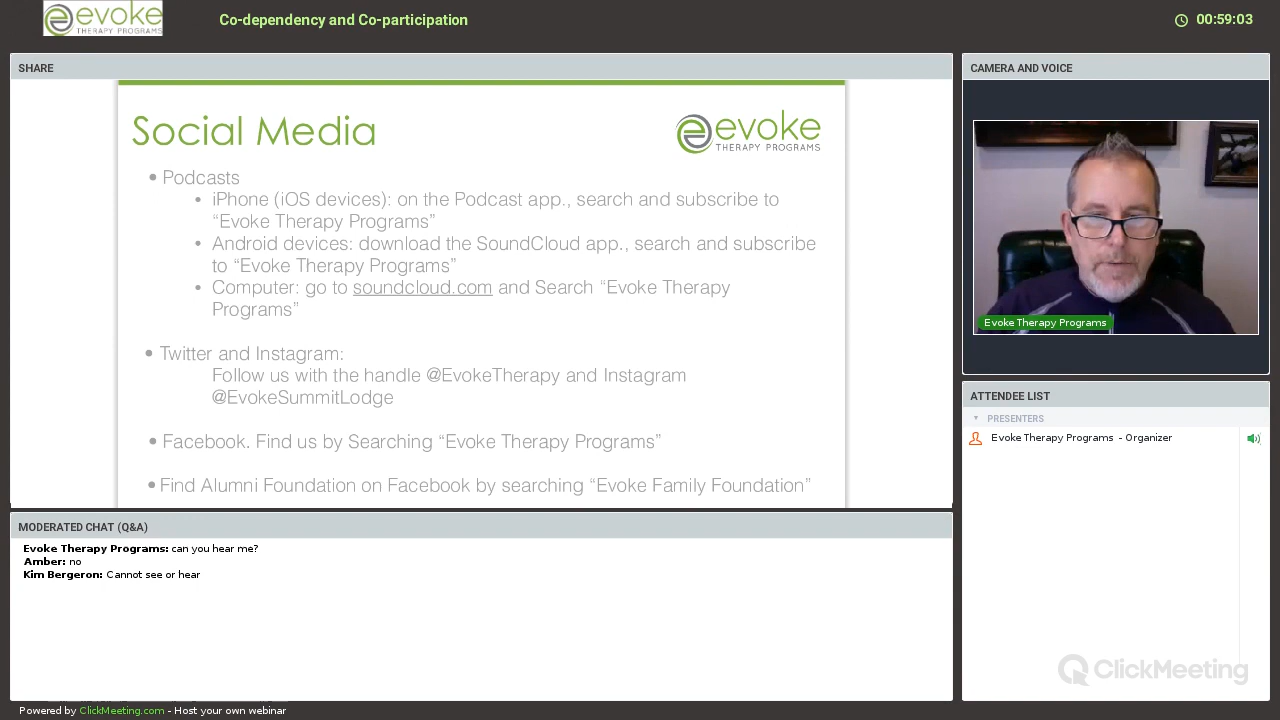 evoke
THERAPY PROGRAMS
Co-dependency and Co-participation
00:59:03
SHARE
Social Media
evoke
THERAPY PROGRAMS
• Podcasts
• iPhone (iOS devices): on the Podcast app., search and subscribe to
“Evoke Therapy Programs”
• Android devices: download the SoundCloud app., search and subscribe
to “Evoke Therapy Programs”
• Computer: go to soundcloud.com and Search “Evoke Therapy
Programs”
• Twitter and Instagram:
Follow us with the handle @EvokeTherapy and Instagram
@EvokeSummitLodge
• Facebook. Find us by Searching “Evoke Therapy Programs”
• Find Alumni Foundation on Facebook by searching “Evoke Family Foundation”
MODERATED CHAT (Q&A)
Evoke Therapy Programs: can you hear me?
Amber: no
Kim Bergeron: Cannot see or hear
CAMERA AND VOICE
Evoke Therapy Programs
ATTENDEE LIST
PRESENTERS
Evoke Therapy Programs - Organizer
ClickMeeting
Powered by ClickMeeting.com - Host your own webinar